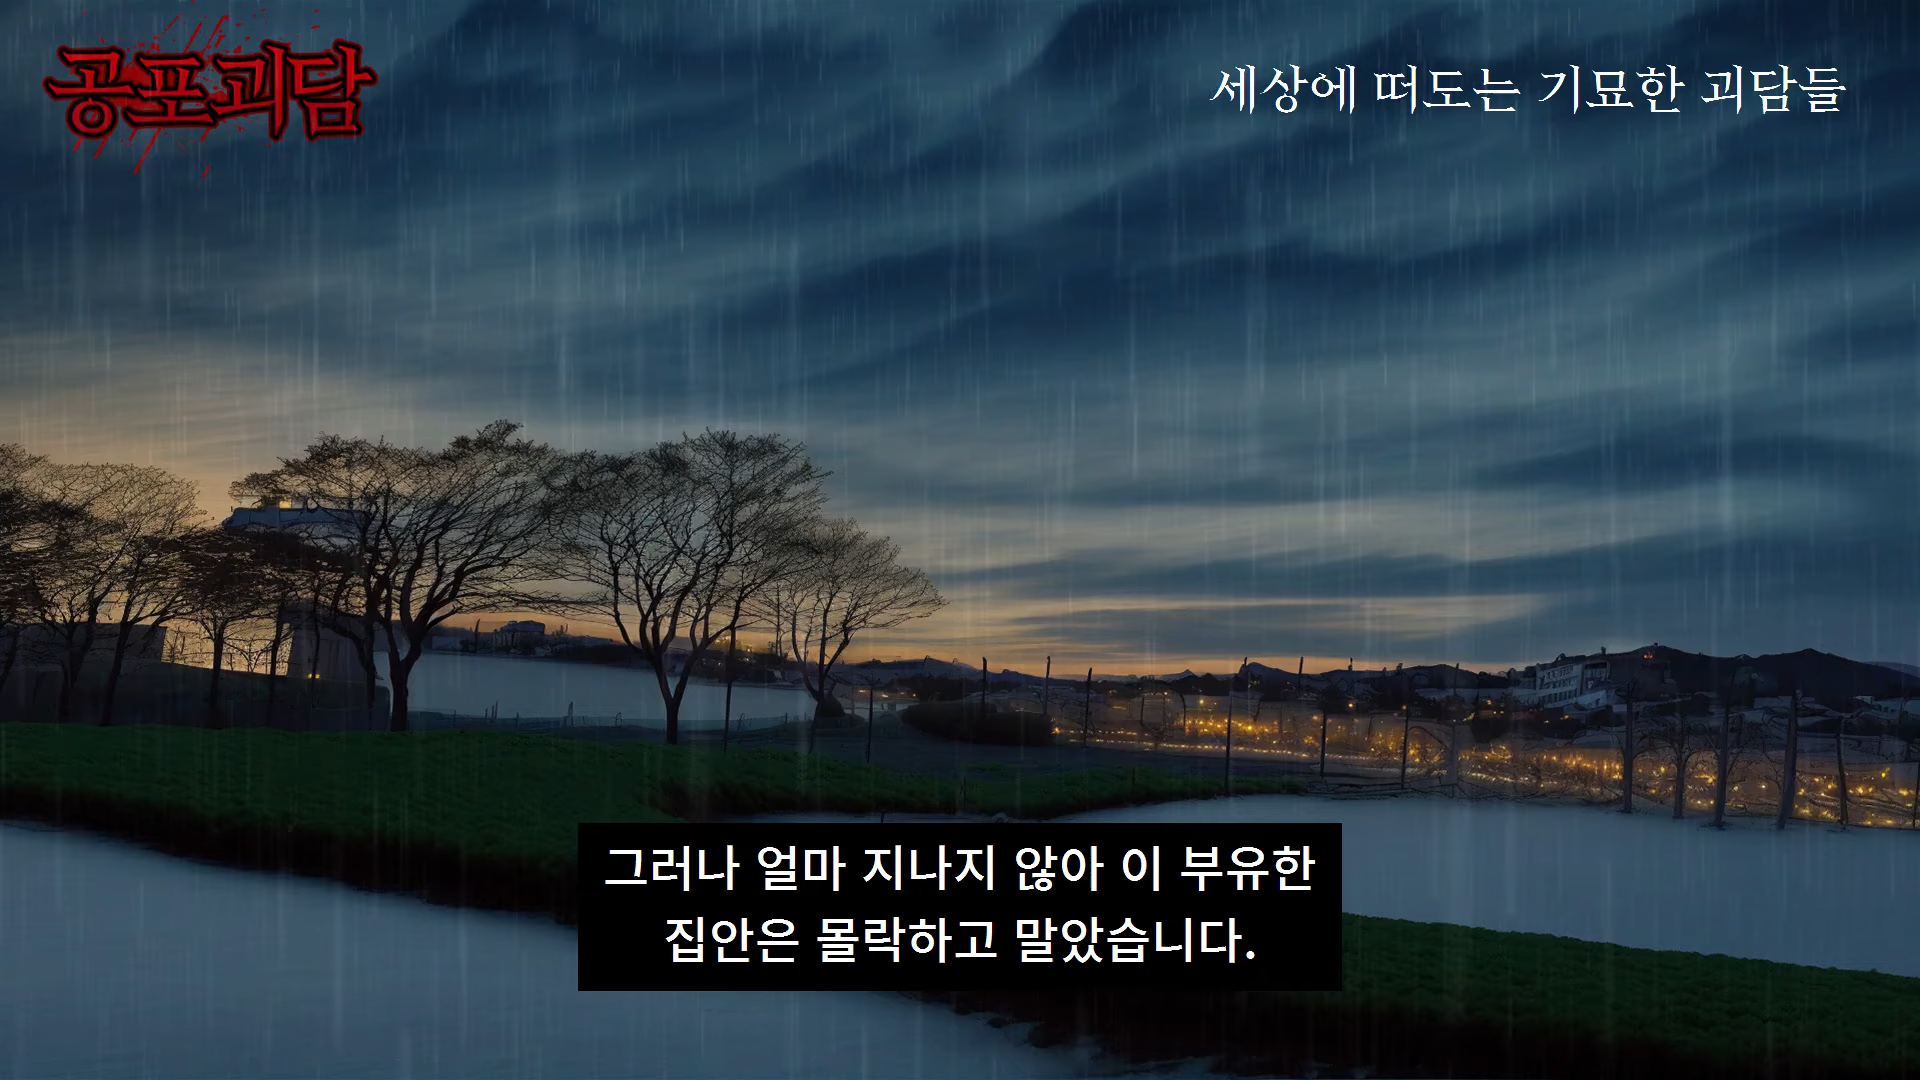 공포괴담
세상에 떠도는 기묘한 괴담들
그러나 얼마 지나지 않아 이 부유한
집안은 몰락하고 말았습니다.